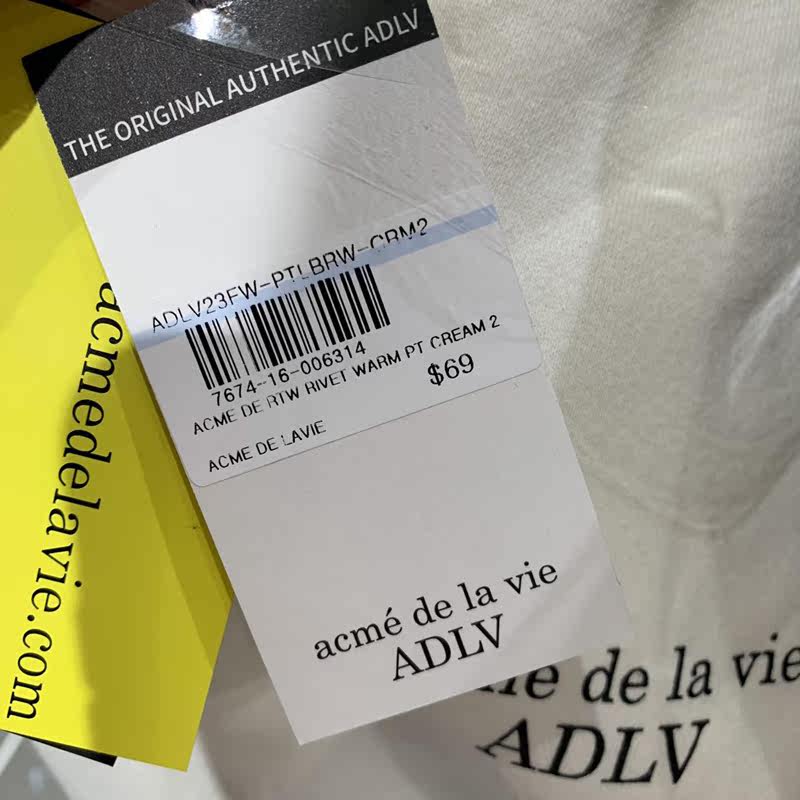 THE ORIGINAL AUTHENTIC ADLV
ADLV23FW-PTLBRW-CRM2
7674-16-006314
ACME DE RTW RIVET WARM PT CREAM 2
$69
ACME DE LAVIE
acmé de la vie
ADLV
acmedelavie.com
de la vie
ADLV